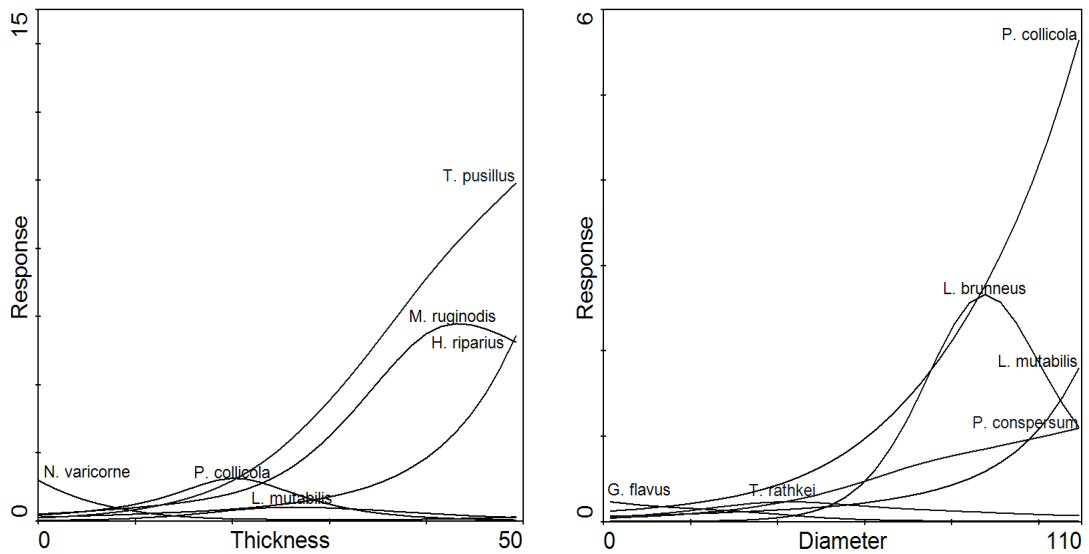 15
Response
0
T. pusillus
M. ruginodis
H. riparius
N. varicorne
P. collicola
L. mutabilis
0
Thickness
50
6
Response
0
P. collicola
L. brunneus
L. mutabilis
P. conspersum
G. flavus
T. rathkei
0
Diameter
110